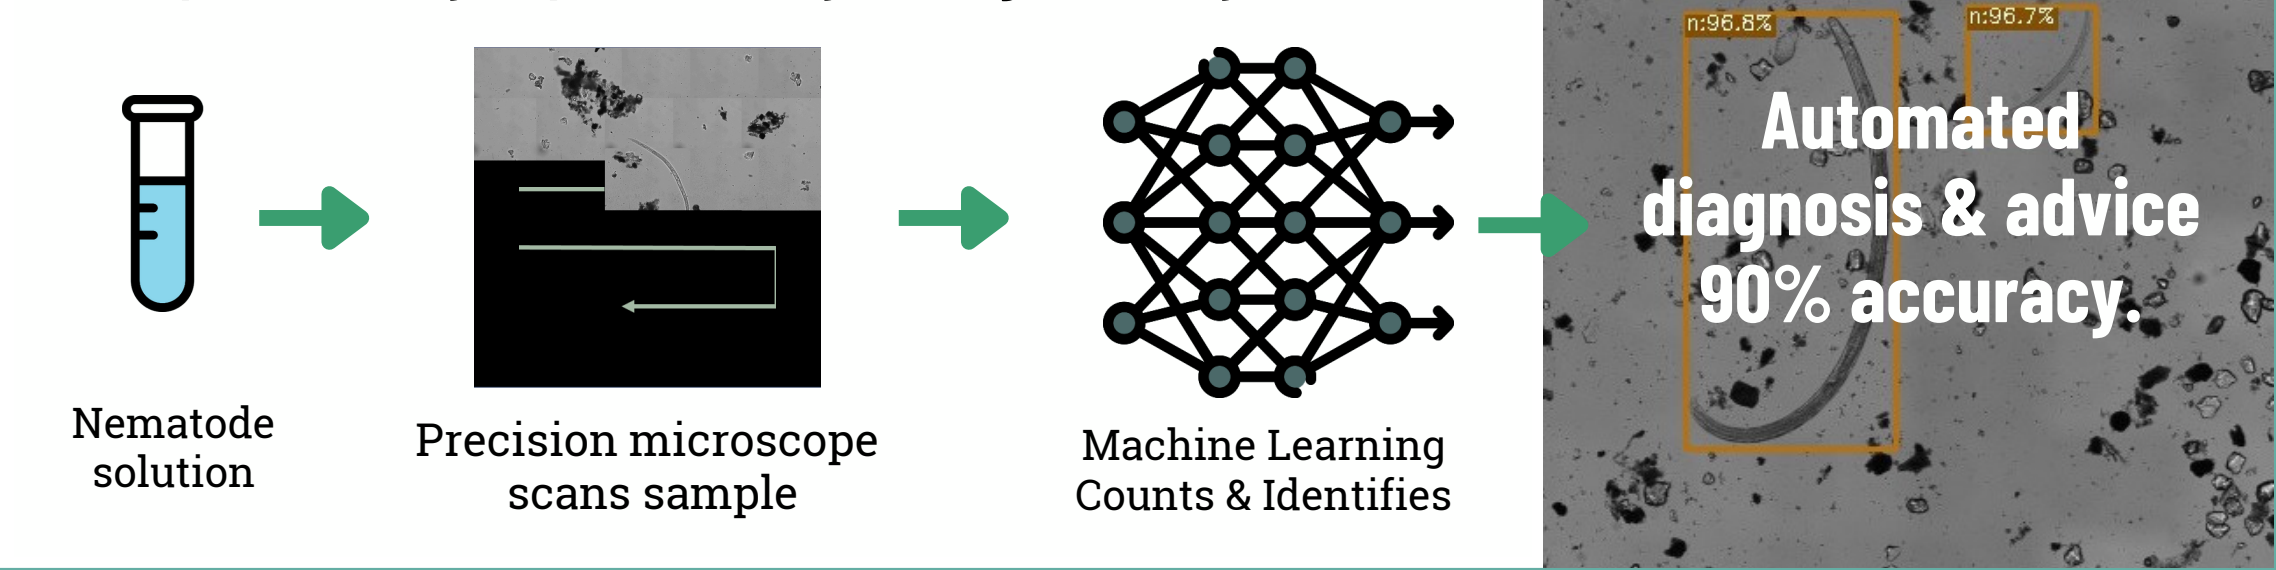 Nematode
solution
Precision microscope
scans sample
Machine Learning
Counts & Identifies
n:96.8%
n:96.7%
Automated
diagnosis & advice
90% accuracy.